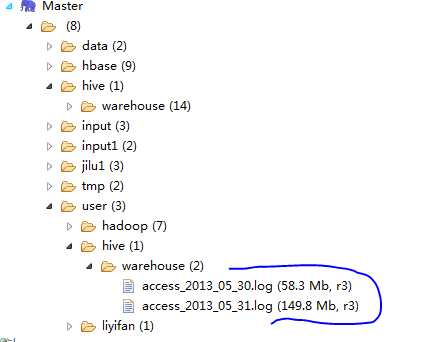 Master
(8)
data (2)
hbase (9)
hive (1)
warehouse (14)
input (3)
input1 (2)
jilu1 (3)
tmp (2)
user (3)
hadoop (7)
hive (1)
warehouse (2)
access_2013_05_30.log (58.3 Mb, r3)
access_2013_05_31.log (149.8 Mb, r3)
liyifan (1)